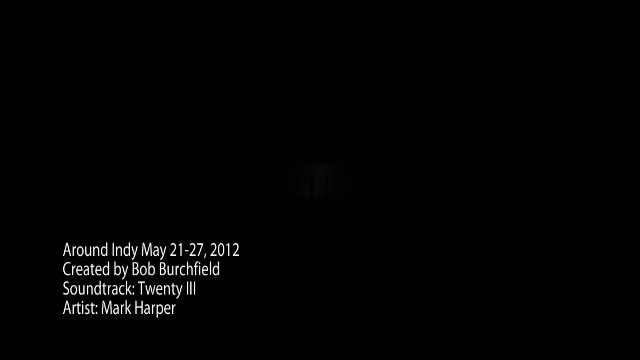 Around Indy May 21-27, 2012
Created by Bob Burchfield
Soundtrack: Twenty III
Artist: Mark Harper